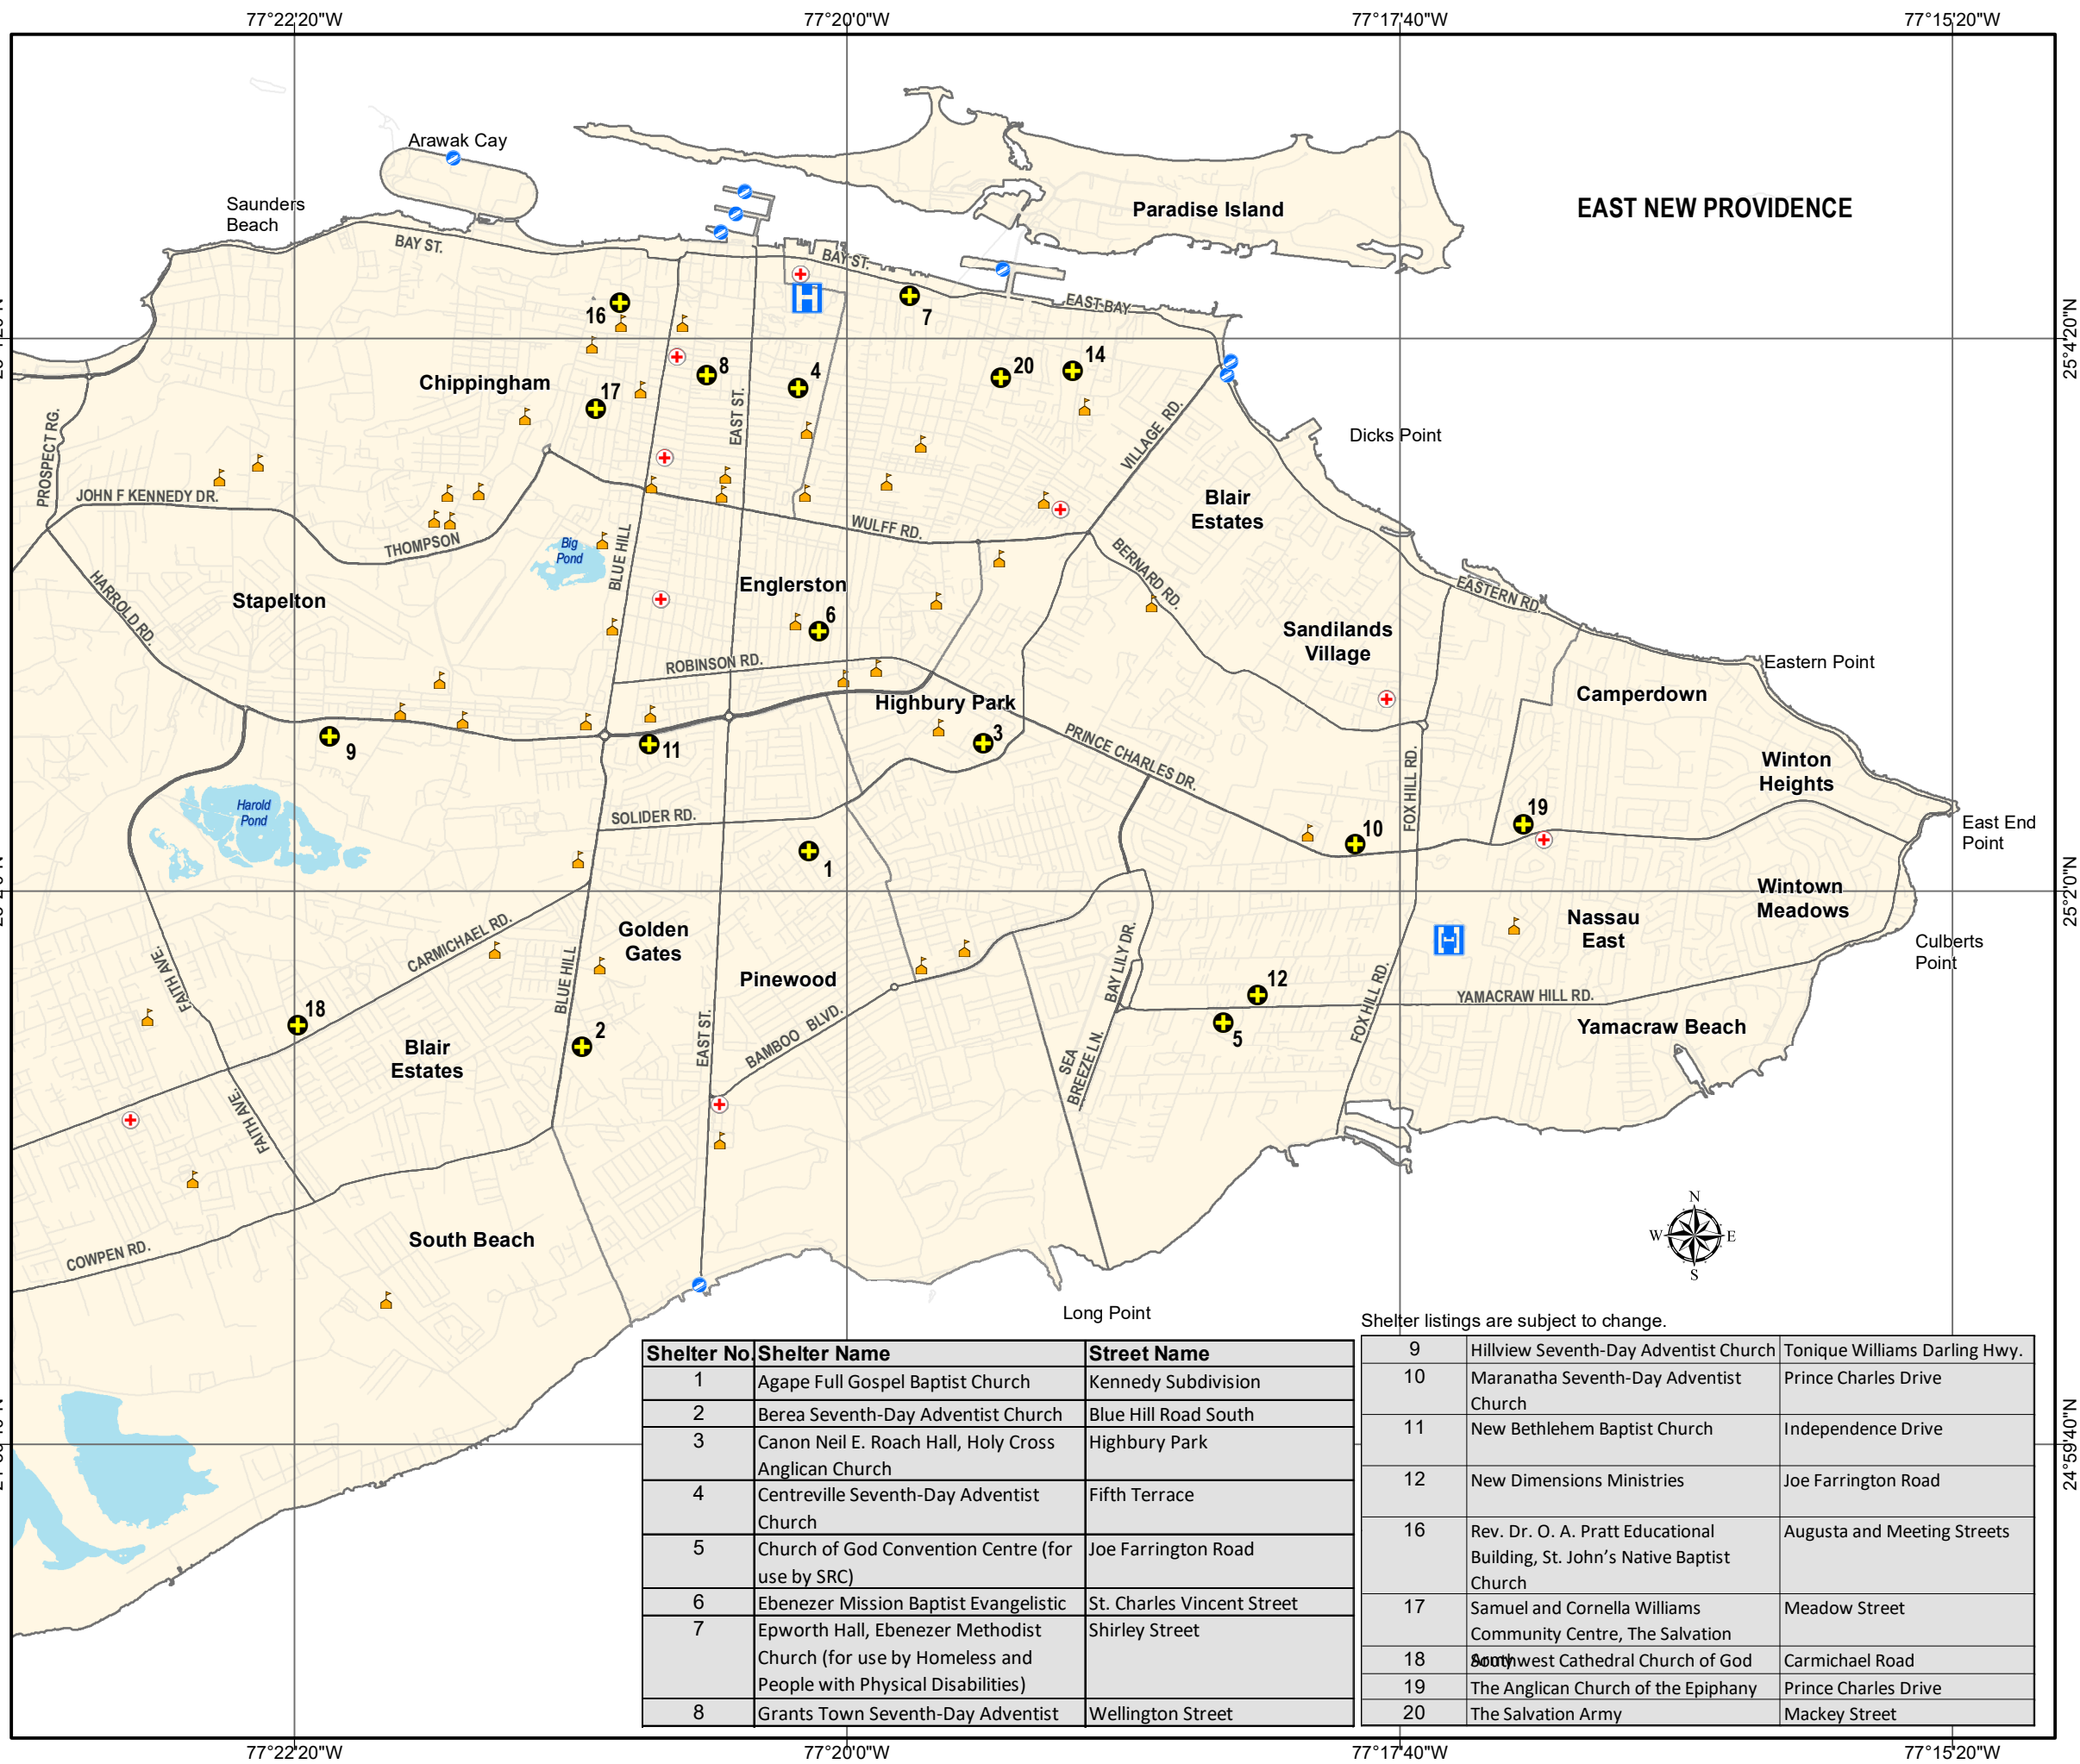 77°22'20"W
77°20'0"W
77°17'40"W
77°15'20"W
Arawak Cay
Saunders
Beach
Paradise Island
EAST NEW PROVIDENCE
BAY ST.
BAY ST.
EAST BAY
16
7
25°4'20"N
Chippingham
17
8
4
20
14
EAST ST.
VILLAGE RD.
Dicks Point
PROSPECT RG.
JOHN F KENNEDY DR.
THOMPSON
Big
Pond
BLUE HILL
WULFF RD.
Blair
Estates
BERNARD RD.
HARROLD RD.
Stapelton
Englerston
6
EASTERN RD.
Sandilands
Village
ROBINSON RD.
Eastern Point
Camperdown
Highbury Park
3
9
11
PRINCE CHARLES DR.
FOX HILL RD.
Winton
Heights
Harold
Pond
SOLIDER RD.
1
10
19
East End
Point
25°2'0"N
Wintown
Meadows
Nassau
East
Culberts
Point
CARMICHAEL RD.
Golden
Gates
FAITH AVE.
BLUE HILL
Pinewood
BAY LILY DR.
12
YAMACRAW HILL RD.
18
2
5
Yamacraw Beach
Blair
Estates
EAST ST.
BAMBOO BLVD.
SEA
BREEZE LN.
FOX HILL RD.
FAITH AVE.
N
W
E
S
COWPEN RD.
South Beach
Long Point
Shelter listings are subject to change.
Shelter No. Shelter Name Street Name
1 Agape Full Gospel Baptist Church Kennedy Subdivision
2 Berea Seventh-Day Adventist Church Blue Hill Road South
3 Canon Neil E. Roach Hall, Holy Cross Highbury Park
Anglican Church
4 Centreville Seventh-Day Adventist Fifth Terrace
Church
5 Church of God Convention Centre (for Joe Farrington Road
use by SRC)
6 Ebenezer Mission Baptist Evangelistic St. Charles Vincent Street
7 Epworth Hall, Ebenezer Methodist Shirley Street
Church (for use by Homeless and
People with Physical Disabilities)
8 Grants Town Seventh-Day Adventist Wellington Street
9 Hillview Seventh-Day Adventist Church Tonique Williams Darling Hwy.
10 Maranatha Seventh-Day Adventist Prince Charles Drive
Church
11 New Bethlehem Baptist Church Independence Drive
12 New Dimensions Ministries Joe Farrington Road
16 Rev. Dr. O. A. Pratt Educational Augusta and Meeting Streets
Building, St. John's Native Baptist
Church
17 Samuel and Cornella Williams Meadow Street
Community Centre, The Salvation
Army
18 Southwest Cathedral Church of God Carmichael Road
19 The Anglican Church of the Epiphany Prince Charles Drive
20 The Salvation Army Mackey Street
24°59'40"N
77°22'20"W
77°20'0"W
77°17'40"W
77°15'20"W